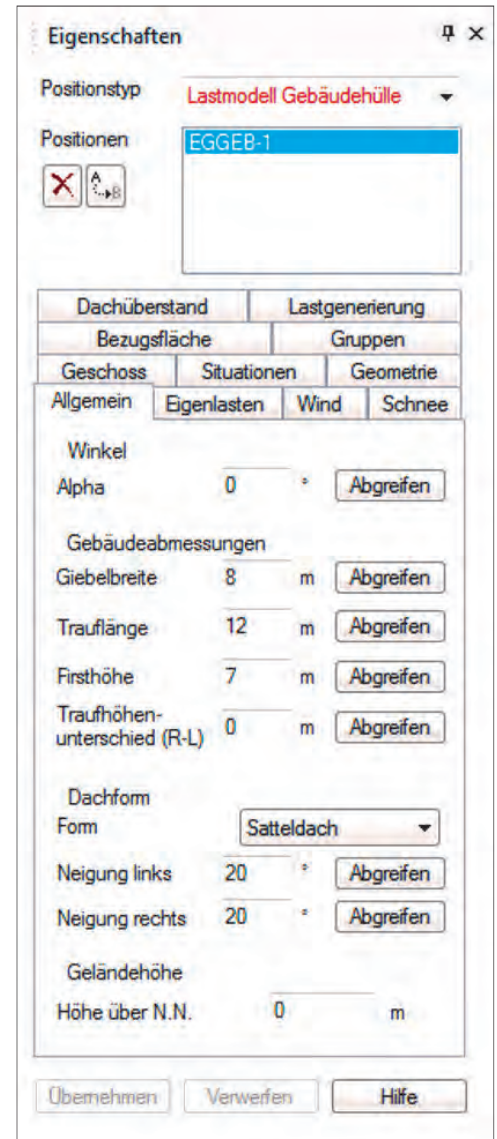 Eigenschaften
Positionstyp Lastmodell Gebäudehülle
Positionen EGGEB-1
A B
Dachüberstand Lastgenerierung
Bezugsfläche Gruppen
Geschoss Situationen Geometrie
Allgemein Eigenlasten Wind Schnee
Winkel
Alpha 0 ° Abgreifen
Gebäudeabmessungen
Giebelbreite 8 m Abgreifen
Trauflänge 12 m Abgreifen
Firsthöhe 7 m Abgreifen
Traufhöhen-
unterschied (R-L) 0 m Abgreifen
Dachform
Form Satteldach
Neigung links 20 ° Abgreifen
Neigung rechts 20 ° Abgreifen
Geländehöhe
Höhe über N.N. 0 m
Übernehmen Verwerfen Hilfe